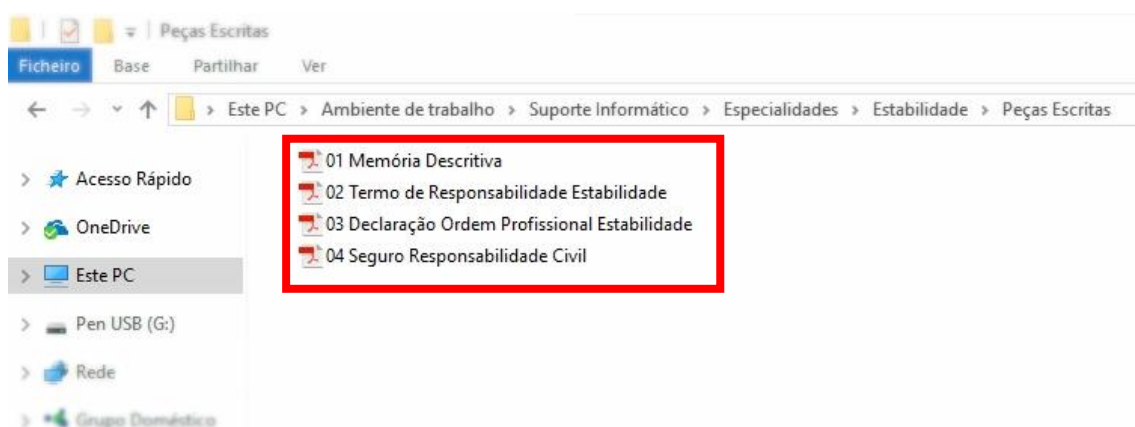 Peças Escritas
Ficheiro Base Partilhar Ver
Este PC > Ambiente de trabalho > Suporte Informático > Especialidades > Estabilidade > Peças Escritas
Acesso Rápido
OneDrive
Este PC
Pen USB (G:)
Rede
Grupo Doméstico
01 Memória Descritiva
02 Termo de Responsabilidade Estabilidade
03 Declaração Ordem Profissional Estabilidade
04 Seguro Responsabilidade Civil